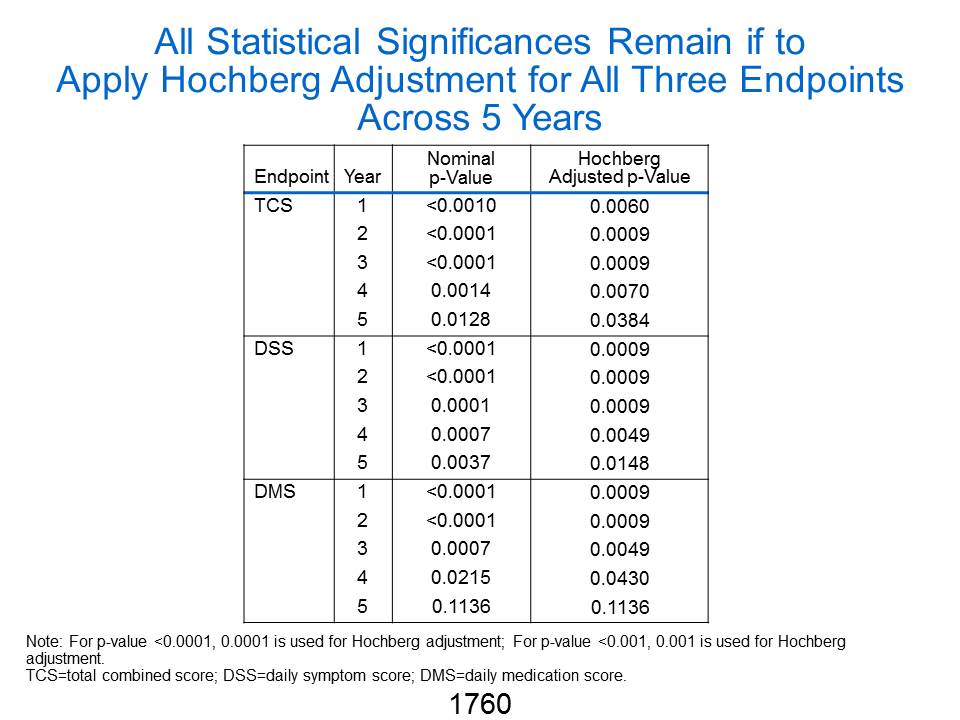 All Statistical Significances Remain if to
Apply Hochberg Adjustment for All Three Endpoints
Across 5 Years
Endpoint Year Nominal p-Value Hochberg Adjusted p-Value
TCS 1 <0.0010 0.0060
2 <0.0001 0.0009
3 <0.0001 0.0009
4 0.0014 0.0070
5 0.0128 0.0384
DSS 1 <0.0001 0.0009
2 <0.0001 0.0009
3 0.0001 0.0009
4 0.0007 0.0049
5 0.0037 0.0148
DMS 1 <0.0001 0.0009
2 <0.0001 0.0009
3 0.0007 0.0049
4 0.0215 0.0430
5 0.1136 0.1136
Note: For p-value <0.0001, 0.0001 is used for Hochberg adjustment; For p-value <0.001, 0.001 is used for Hochberg
adjustment.
TCS=total combined score; DSS=daily symptom score; DMS=daily medication score.
1760